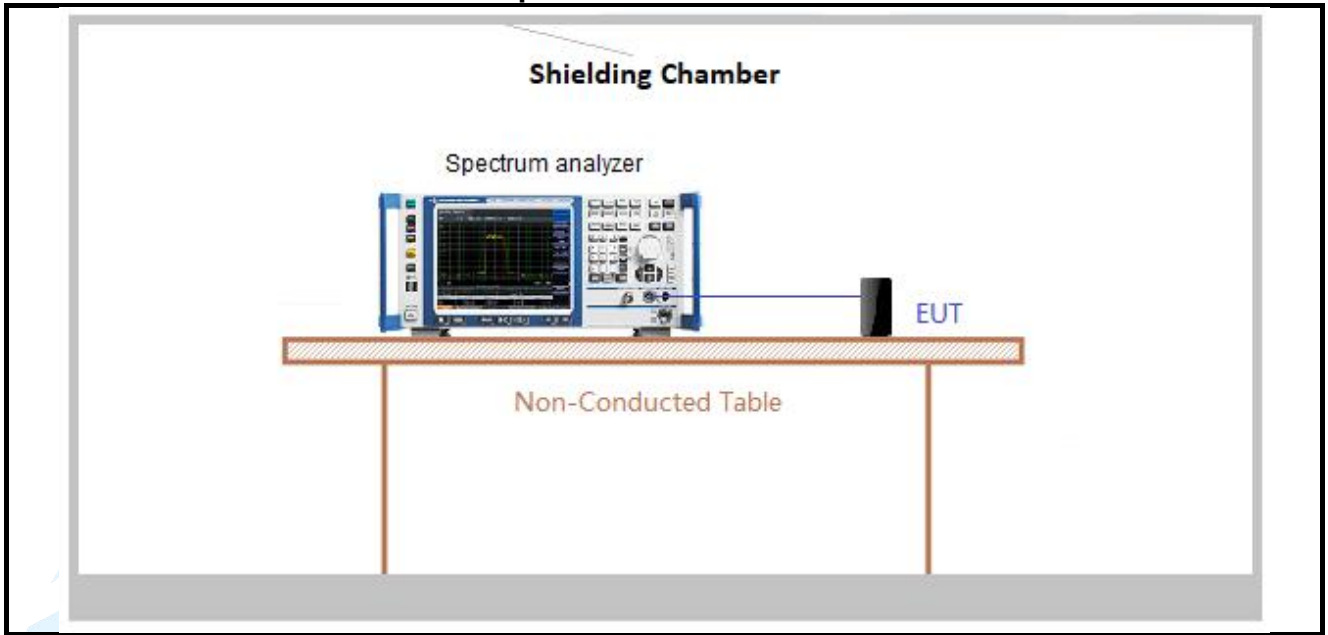 Shielding Chamber
Spectrum analyzer
EUT
Non-Conducted Table